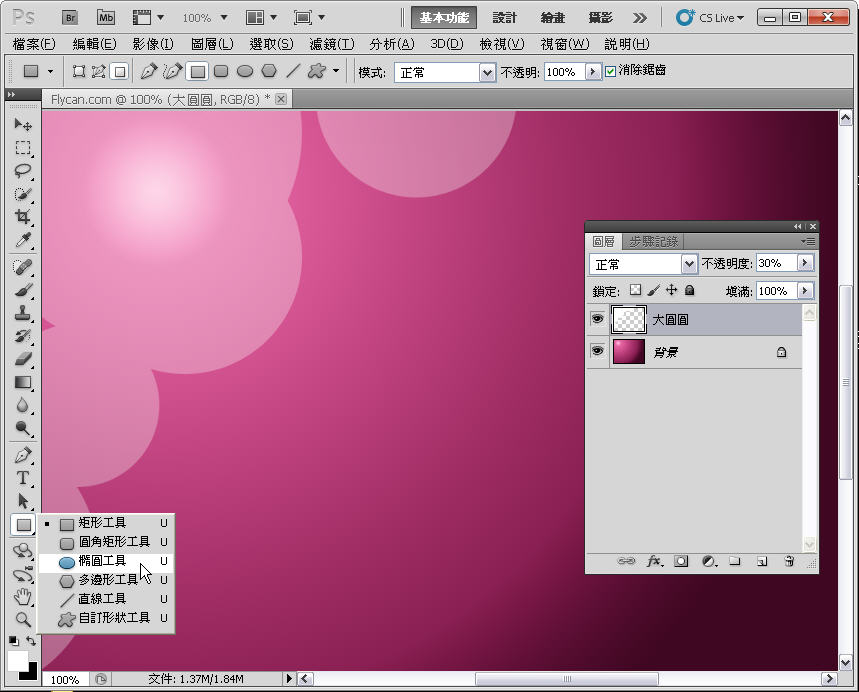 Ps Br Mb 100% 基本功能 設計 繪畫 攝影 CS Live
檔案(F) 編輯(E) 影像(I) 圖層(L) 選取(S) 濾鏡(T) 分析(A) 3D(D) 檢視(V) 視窗(W) 說明(H)
模式: 正常 不透明: 100% 消除鋸齒
Flycan.com @ 100% (大圓圓, RGB/8) *
圖層 步驟記錄
正常 不透明度: 30%
鎖定: 填滿: 100%
大圓圓
背景
矩形工具 U
圓角矩形工具 U
橢圓工具 U
多邊形工具 U
直線工具 U
自訂形狀工具 U
100% 文件: 1.37M/1.84M